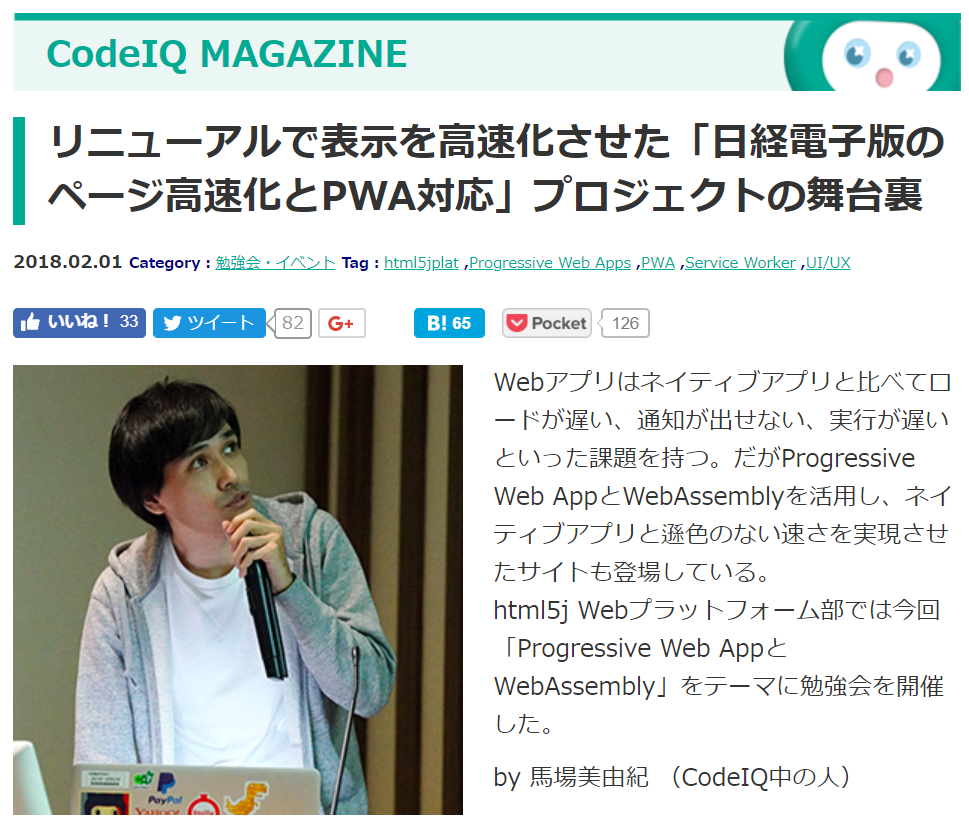 CodeIQ MAGAZINE
リニューアルで表示を高速化させた「日経電子版の
ページ高速化とPWA対応」プロジェクトの舞台裏
2018.02.01 Category : 勉強会・イベント Tag : html5jplat ,Progressive Web Apps ,PWA ,Service Worker ,UI/UX
いいね！ 33 ツイート 82 G+ B! 65 Pocket 126
Webアプリはネイティブアプリと比べてロ
ードが遅い、通知が出せない、実行が遅い
といった課題を持つ。だがProgressive
Web AppとWebAssemblyを活用し、ネイ
ティブアプリと遜色のない速さを実現させ
たサイトも登場している。
html5j Webプラットフォーム部では今回
「Progressive Web Appと
WebAssembly」をテーマに勉強会を開催
した。
by 馬場美由紀 （CodeIQ中の人）
PayPal
YAHOO!